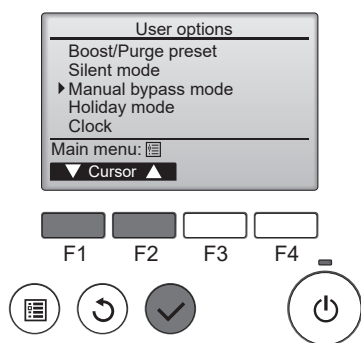 User options
Boost/Purge preset
Silent mode
Manual bypass mode
Holiday mode
Clock
Main menu:
▼ Cursor ▲
F1 F2 F3 F4